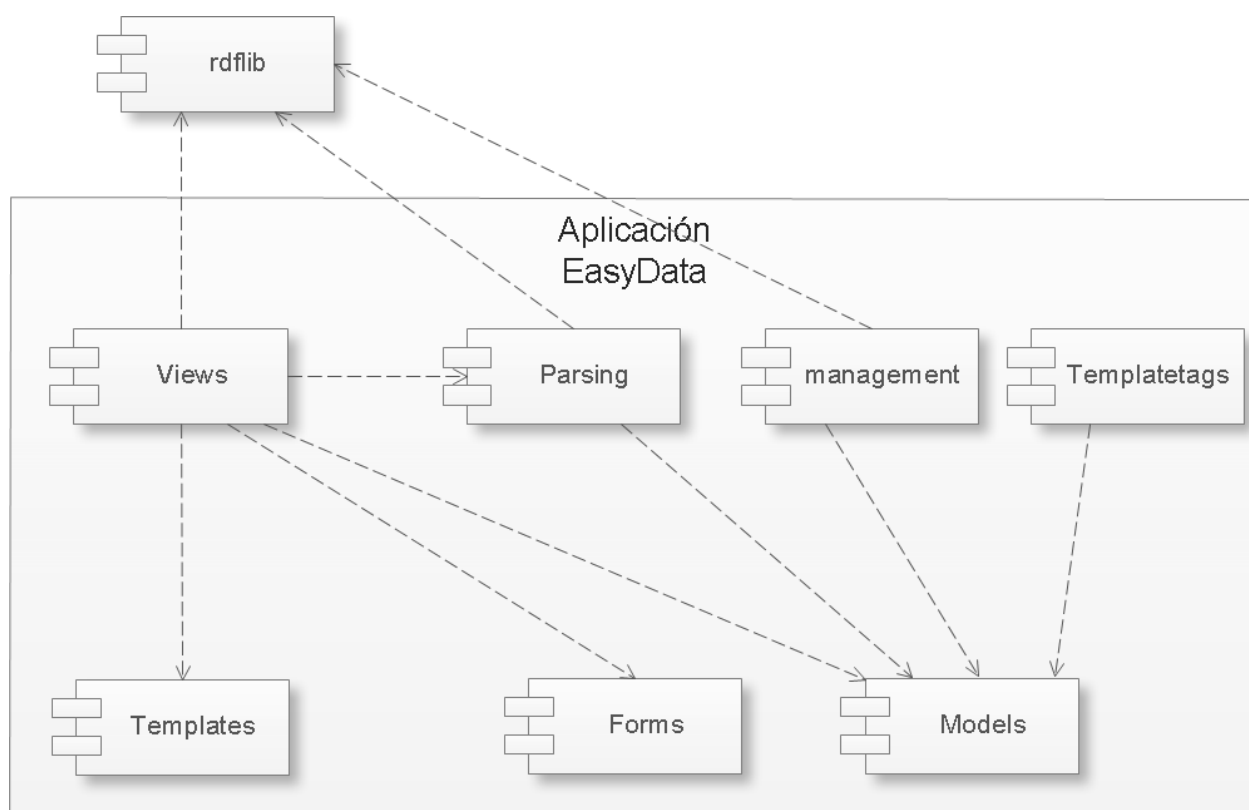 rdflib
Aplicación
EasyData
Views
Parsing
management
Templatetags
Templates
Forms
Models